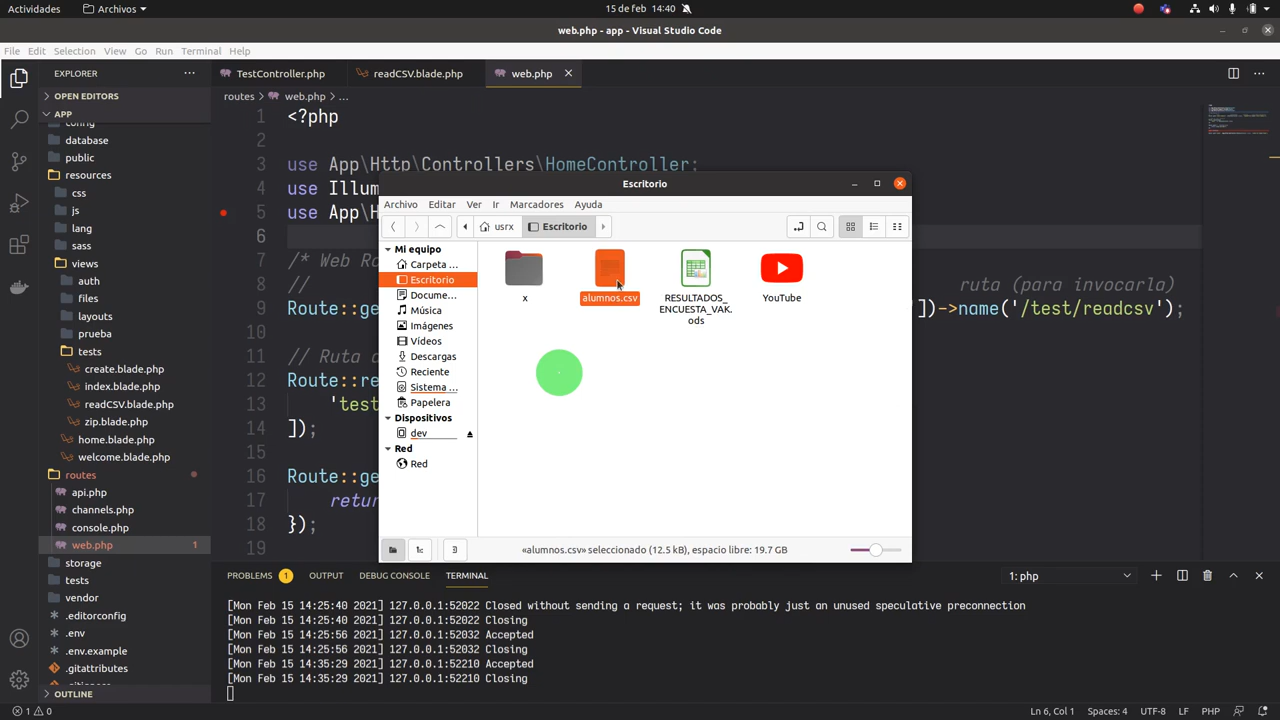 Actividades
Archivos
15 de feb 14:40
web.php - app - Visual Studio Code
File Edit Selection View Go Run Terminal Help
EXPLORER
TestController.php
readCSV.blade.php
web.php
OPEN EDITORS
APP
routes > web.php > ...
config
database
public
resources
css
js
lang
sass
views
auth
files
layouts
prueba
tests
create.blade.php
index.blade.php
readCSV.blade.php
zip.blade.php
home.blade.php
welcome.blade.php
routes
api.php
channels.php
console.php
web.php 1
storage
tests
vendor
.editorconfig
.env
.env.example
.gitattributes
OUTLINE
1 <?php
2
3 use App\Http\Controllers\HomeController;
4 use Illum
5 use App\H
6
7 /* Web Ro
8 // ruta (para invocarla)
9 Route::ge '])->name('/test/readcsv');
10
11 // Ruta a
12 Route::re
13 'test
14 ]);
15
16 Route::ge
17 retur
18 });
19
Escritorio
Archivo Editar Ver Ir Marcadores Ayuda
usrx Escritorio
Mi equipo
Carpeta ...
Escritorio
Docume...
Música
Imágenes
Vídeos
Descargas
Reciente
Sistema ...
Papelera
Dispositivos
dev
Red
Red
x
alumnos.csv
RESULTADOS_
ENCUESTA_VAK.
ods
YouTube
«alumnos.csv» seleccionado (12.5 kB), espacio libre: 19.7 GB
PROBLEMS 1 OUTPUT DEBUG CONSOLE TERMINAL
1: php
[Mon Feb 15 14:25:40 2021] 127.0.0.1:52022 Closed without sending a request; it was probably just an unused speculative preconnection
[Mon Feb 15 14:25:40 2021] 127.0.0.1:52022 Closing
[Mon Feb 15 14:25:56 2021] 127.0.0.1:52032 Accepted
[Mon Feb 15 14:25:56 2021] 127.0.0.1:52032 Closing
[Mon Feb 15 14:35:29 2021] 127.0.0.1:52210 Accepted
[Mon Feb 15 14:35:29 2021] 127.0.0.1:52210 Closing
1 0
Ln 6, Col 1 Spaces: 4 UTF-8 LF PHP